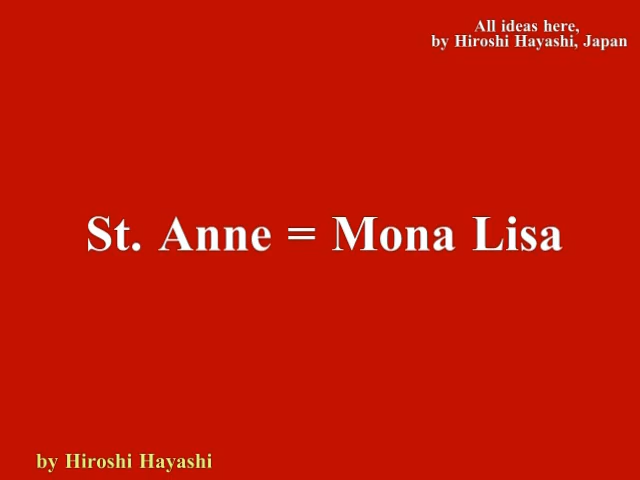 All ideas here,
by Hiroshi Hayashi, Japan
St. Anne = Mona Lisa
by Hiroshi Hayashi